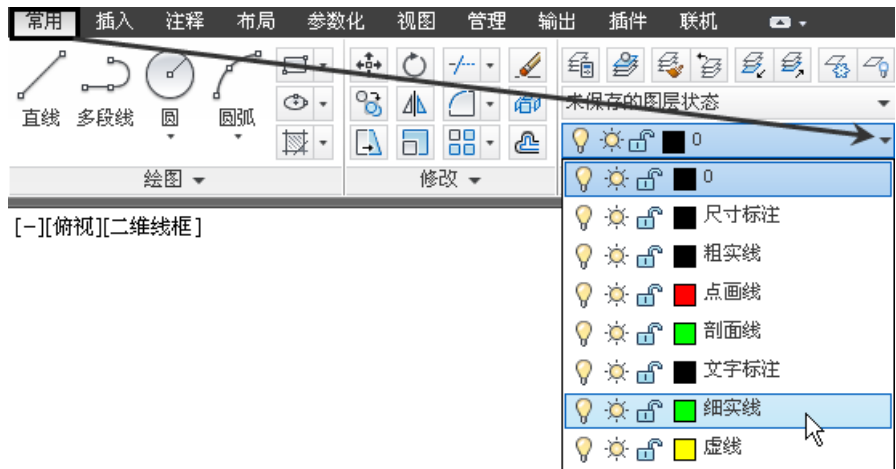 常用 插入 注释 布局 参数化 视图 管理 输出 插件 联机
直线 多段线 圆 圆弧
未保存的图层状态
0
绘图 修改
[-][俯视][二维线框]
0
尺寸标注
粗实线
点画线
剖面线
文字标注
细实线
虚线